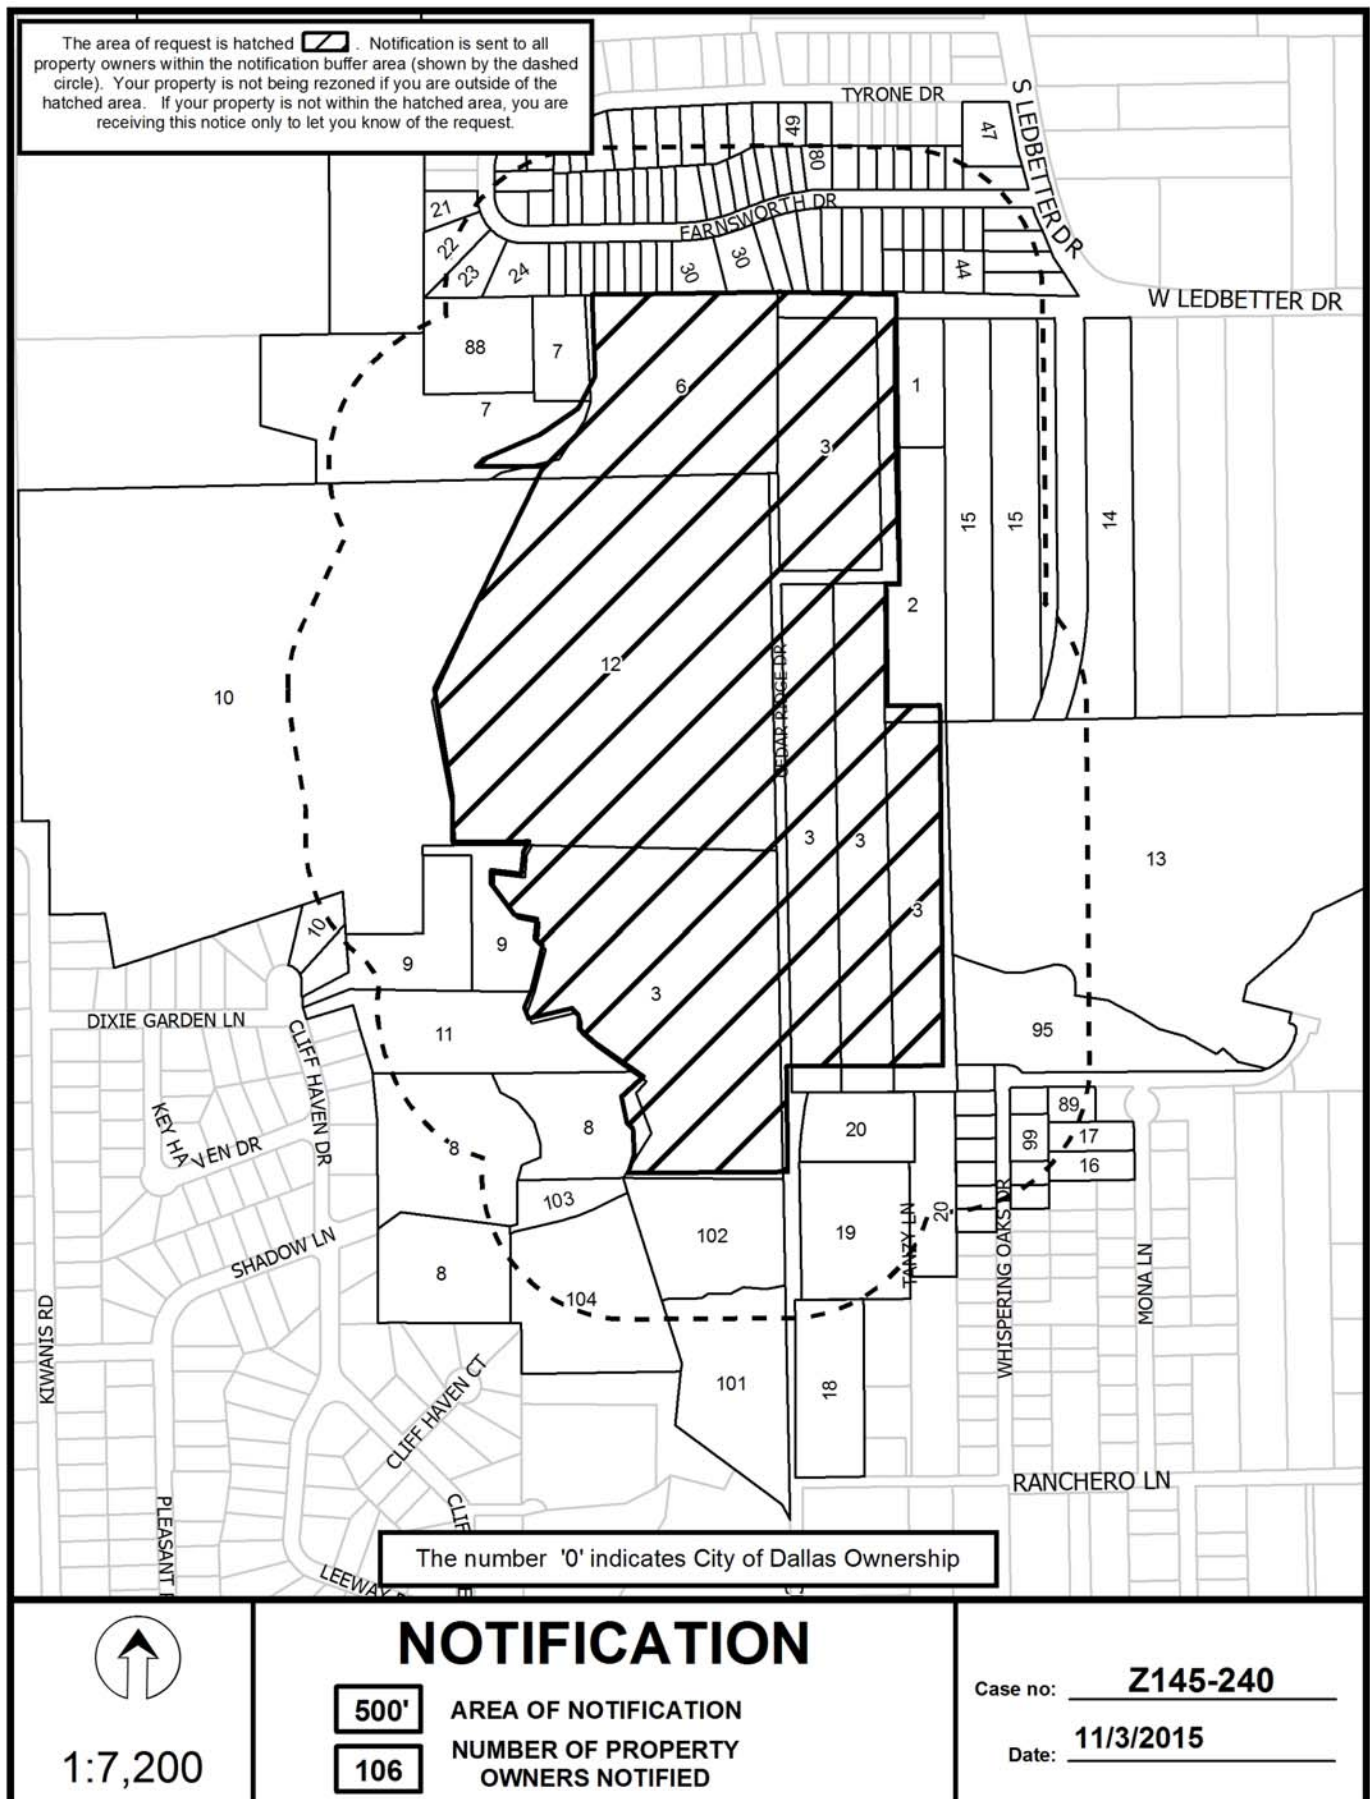 The area of request is hatched . Notification is sent to all
property owners within the notification buffer area (shown by the dashed
circle). Your property is not being rezoned if you are outside of the
hatched area. If your property is not within the hatched area, you are
receiving this notice only to let you know of the request.
TYRONE DR
S LEDBETTER DR
49
47
80
21
FARNSWORTH DR
22
23
24
30
30
44
W LEDBETTER DR
88
7
6
1
7
3
15
15
14
2
12
CEDAR RIDGE DR
10
3
3
13
3
10
9
9
3
DIXIE GARDEN LN
11
95
CLIFF HAVEN DR
KEY HAVEN DR
8
8
20
89
99
17
16
103
102
19
TANZY LN
20
WHISPERING OAKS DR
SHADOW LN
8
104
MONA LN
KIWANIS RD
101
18
CLIFF HAVEN CT
RANCHERO LN
PLEASANT
CLIF
LEEWAY
The number '0' indicates City of Dallas Ownership
NOTIFICATION
500' AREA OF NOTIFICATION
106 NUMBER OF PROPERTY
OWNERS NOTIFIED
1:7,200
Case no: Z145-240
Date: 11/3/2015